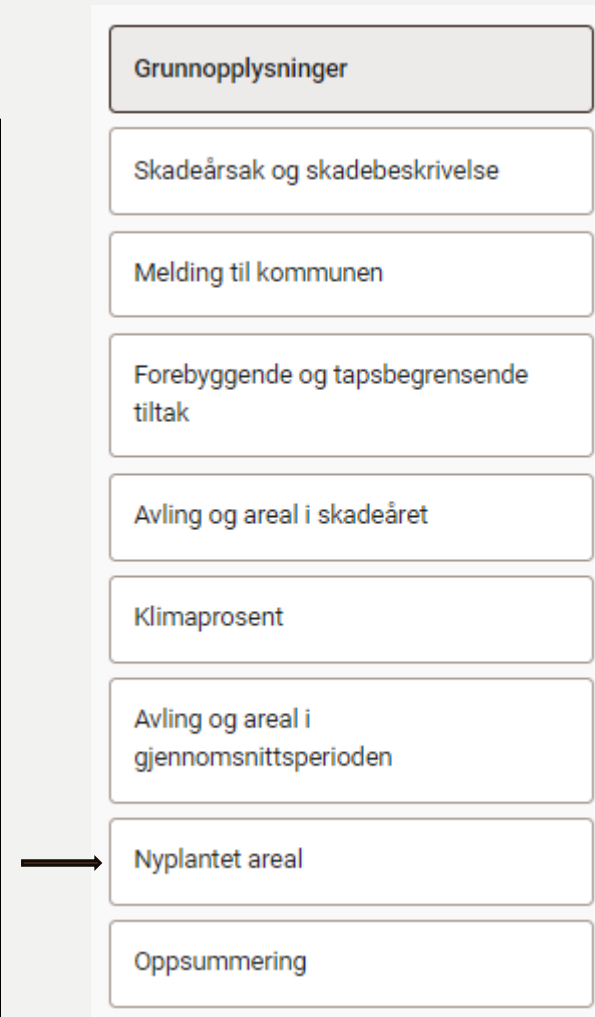 Grunnopplysninger
Skadeårsak og skadebeskrivelse
Melding til kommunen
Forebyggende og tapsbegrensende
tiltak
Avling og areal i skadeåret
Klimaprosent
Avling og areal i
gjennomsnittsperioden
Nyplantet areal
Oppsummering